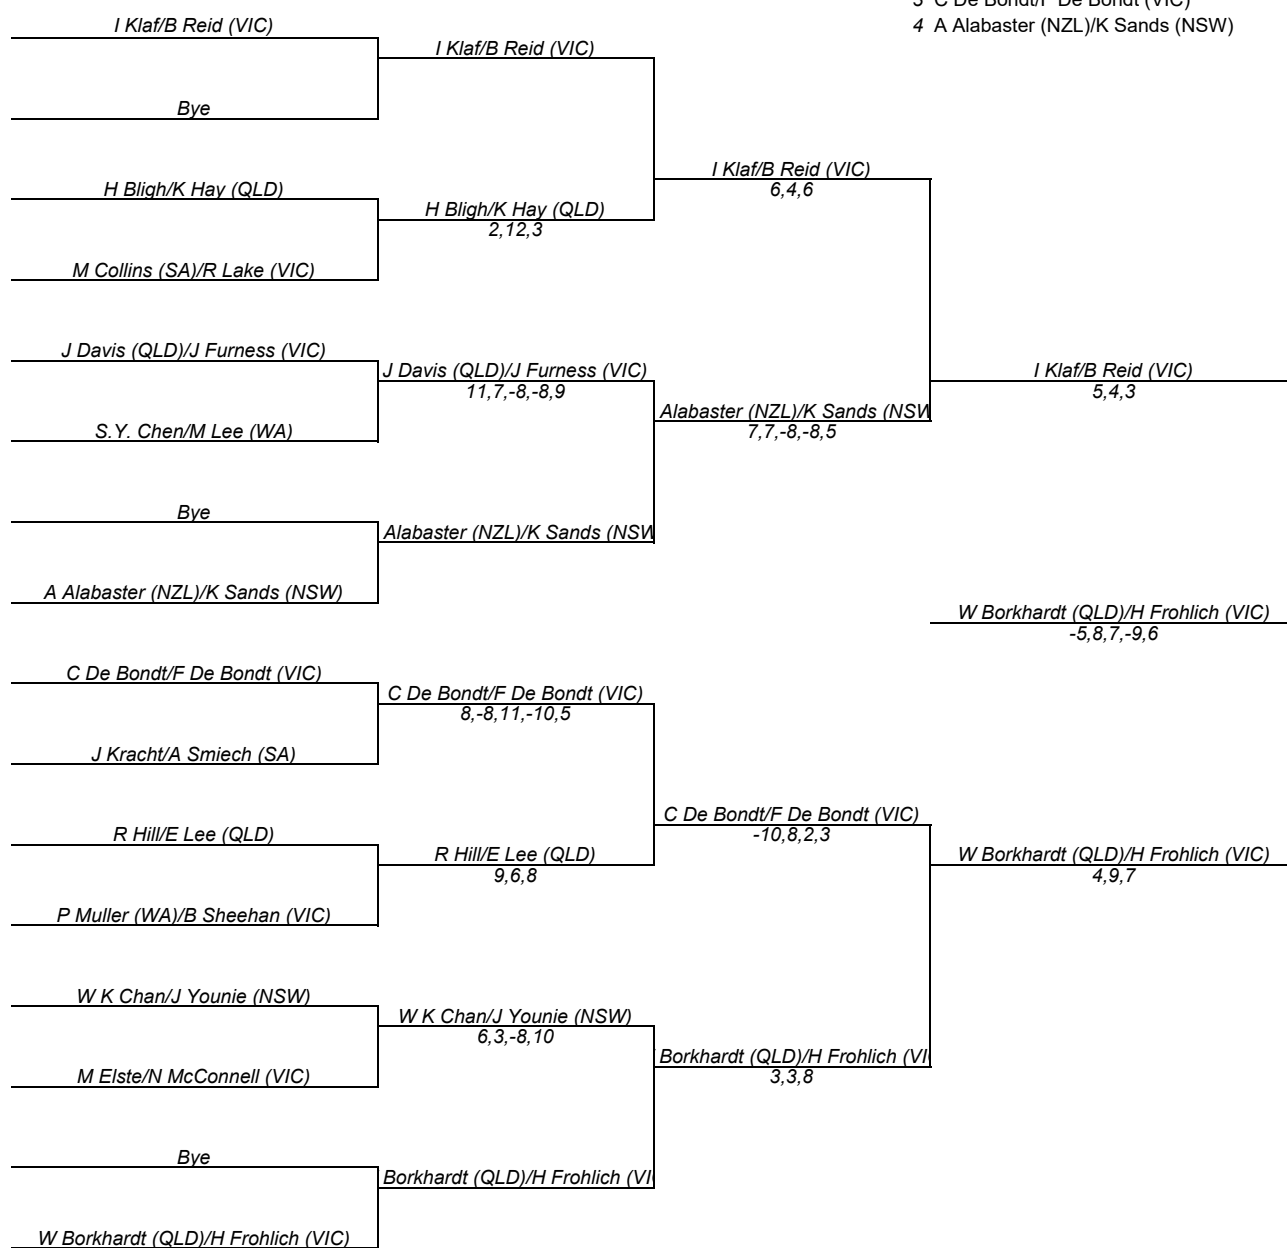 3 C De Bondt/F De Bondt (VIC)
4 A Alabaster (NZL)/K Sands (NSW)
I Klaf/B Reid (VIC)
I Klaf/B Reid (VIC)
Bye
I Klaf/B Reid (VIC)
6,4,6
H Bligh/K Hay (QLD)
H Bligh/K Hay (QLD)
2,12,3
M Collins (SA)/R Lake (VIC)
J Davis (QLD)/J Furness (VIC)
J Davis (QLD)/J Furness (VIC)
11,7,-8,-8,9
I Klaf/B Reid (VIC)
5,4,3
Alabaster (NZL)/K Sands (NSW
7,7,-8,-8,5
S.Y. Chen/M Lee (WA)
Bye
Alabaster (NZL)/K Sands (NSW
A Alabaster (NZL)/K Sands (NSW)
W Borkhardt (QLD)/H Frohlich (VIC)
-5,8,7,-9,6
C De Bondt/F De Bondt (VIC)
C De Bondt/F De Bondt (VIC)
8,-8,11,-10,5
J Kracht/A Smiech (SA)
C De Bondt/F De Bondt (VIC)
-10,8,2,3
R Hill/E Lee (QLD)
R Hill/E Lee (QLD)
9,6,8
W Borkhardt (QLD)/H Frohlich (VIC)
4,9,7
P Muller (WA)/B Sheehan (VIC)
W K Chan/J Younie (NSW)
W K Chan/J Younie (NSW)
6,3,-8,10
Borkhardt (QLD)/H Frohlich (VI
3,3,8
M Elste/N McConnell (VIC)
Bye
Borkhardt (QLD)/H Frohlich (VI
W Borkhardt (QLD)/H Frohlich (VIC)